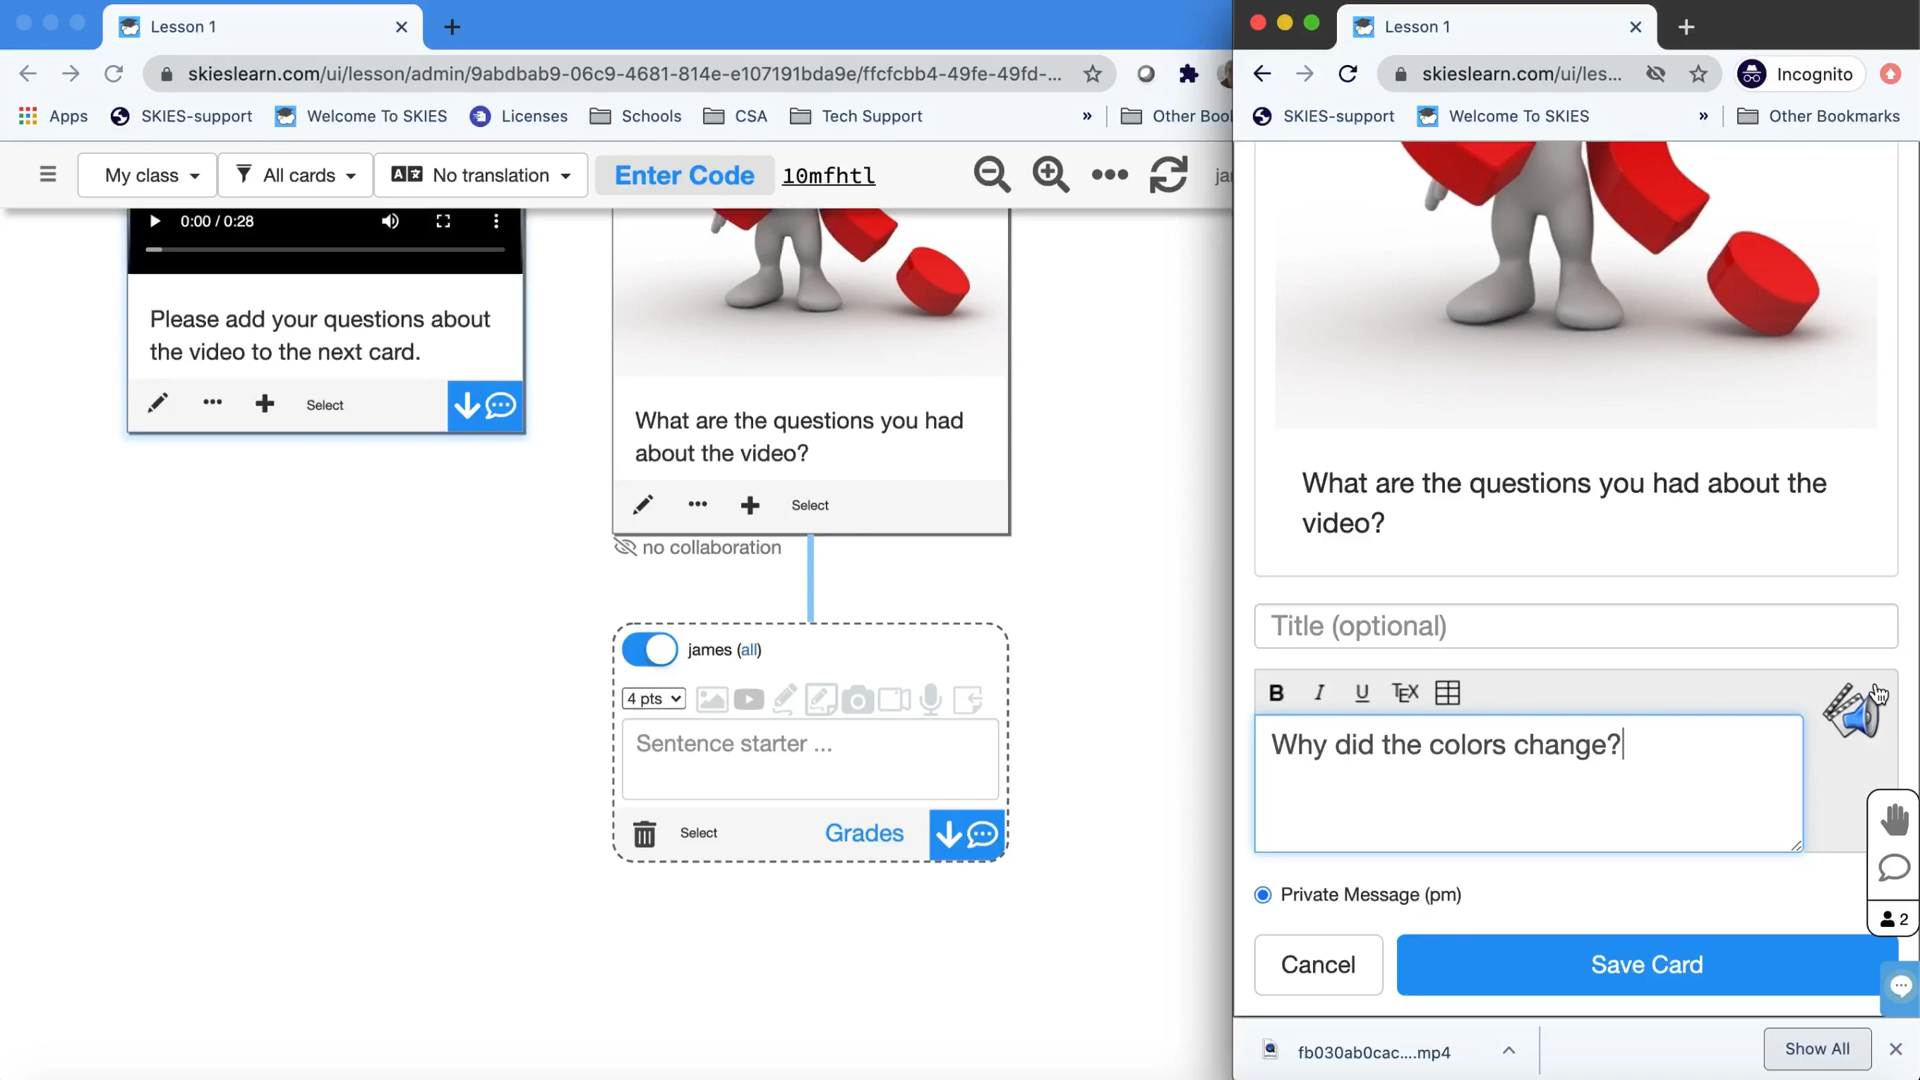 Lesson 1
skieslearn.com/ui/lesson/admin/9abdbab9-06c9-4681-814e-e107191bda9e/ffcfcbb4-49fe-49fd-...
Apps
SKIES-support
Welcome To SKIES
Licenses
Schools
CSA
Tech Support
»
Other Bool
My class
All cards
No translation
Enter Code
10mfhtl
jar
0:00 / 0:28
Please add your questions about
the video to the next card.
Select
What are the questions you had
about the video?
Select
no collaboration
james (all)
4 pts
Sentence starter ...
Select
Grades
Lesson 1
skieslearn.com/ui/les...
Incognito
SKIES-support
Welcome To SKIES
»
Other Bookmarks
What are the questions you had about the
video?
Title (optional)
B I U TEX
Why did the colors change?
Private Message (pm)
2
Cancel
Save Card
fb030ab0cac....mp4
Show All